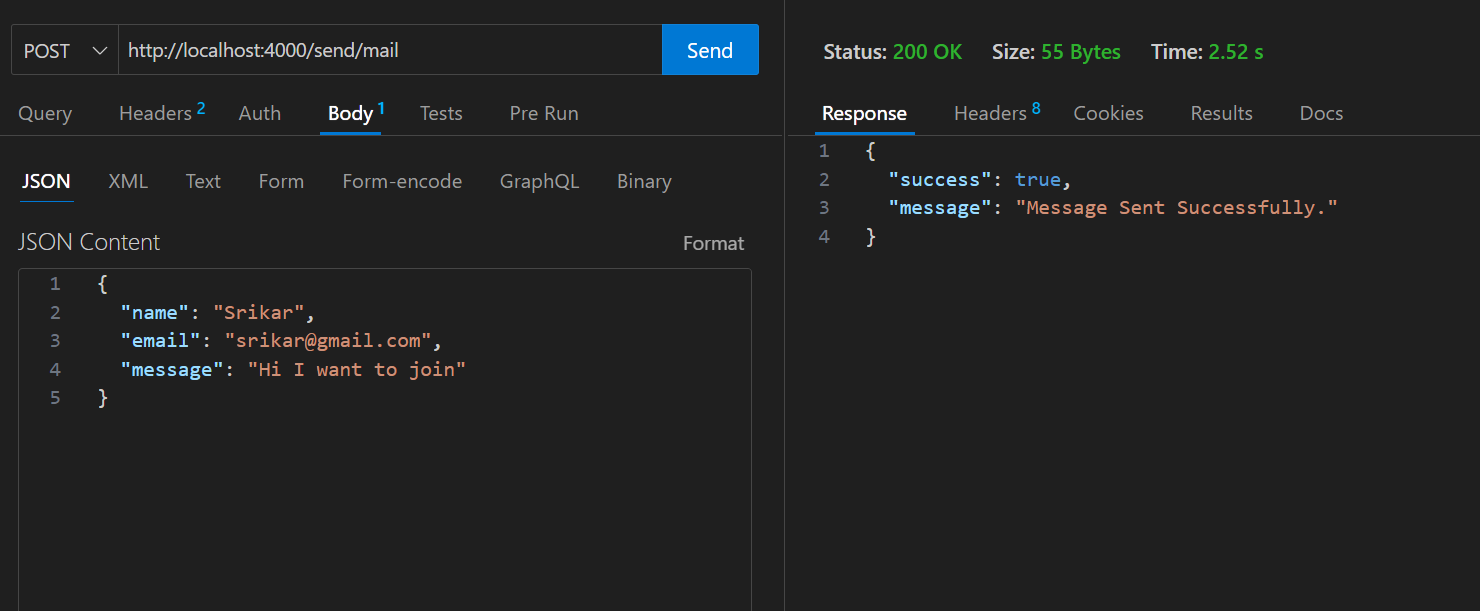 POST http://localhost:4000/send/mail Send
Query Headers 2 Auth Body 1 Tests Pre Run
JSON XML Text Form Form-encode GraphQL Binary
JSON Content Format
1 {
2 "name": "Srikar",
3 "email": "srikar@gmail.com",
4 "message": "Hi I want to join"
5 }
Status: 200 OK Size: 55 Bytes Time: 2.52 s
Response Headers 8 Cookies Results Docs
1 {
2 "success": true,
3 "message": "Message Sent Successfully."
4 }